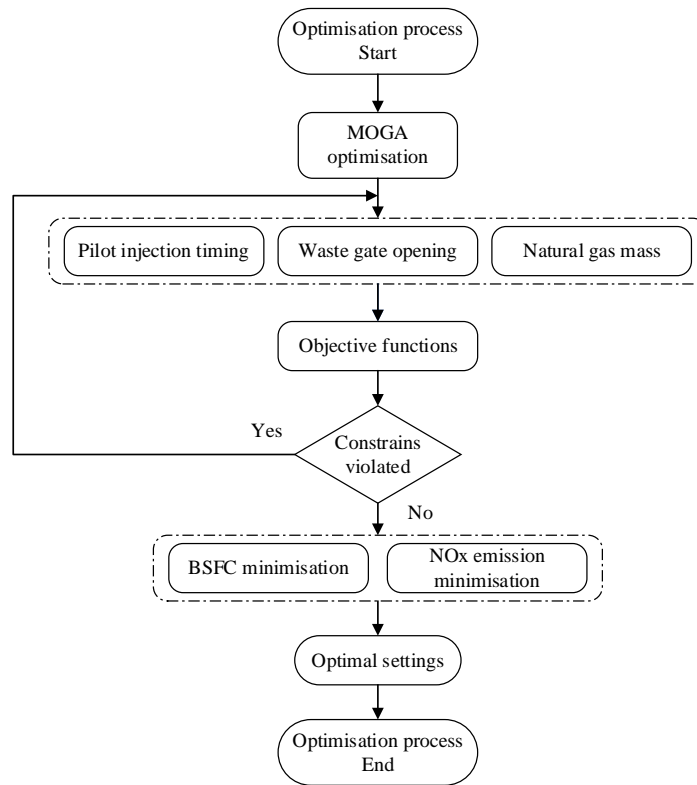 Optimisation process
Start
MOGA
optimisation
Pilot injection timing
Waste gate opening
Natural gas mass
Objective functions
Yes
Constrains
violated
No
BSFC minimisation
NOx emission
minimisation
Optimal settings
Optimisation process
End